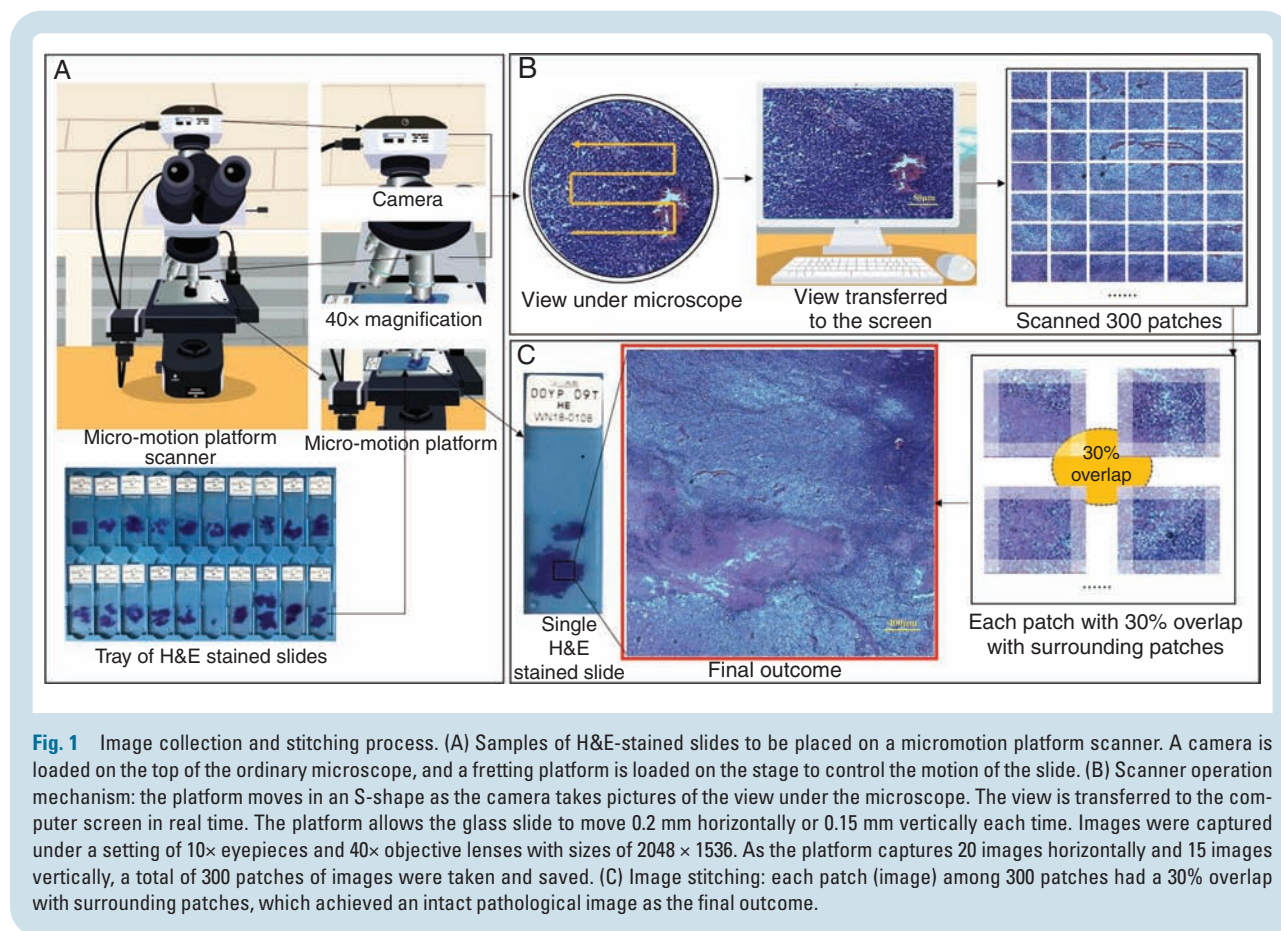 A
Camera
40× magnification
Micro-motion platform
scanner
Micro-motion platform
Tray of H&E stained slides
B
View under microscope
50μm
View transferred
to the screen
......
Scanned 300 patches
C
DOYP 09T
HE
WN18-0108
Single
H&E
stained slide
400μm
Final outcome
30%
overlap
......
Each patch with 30% overlap
with surrounding patches
Fig. 1 Image collection and stitching process. (A) Samples of H&E-stained slides to be placed on a micromotion platform scanner. A camera is
loaded on the top of the ordinary microscope, and a fretting platform is loaded on the stage to control the motion of the slide. (B) Scanner operation
mechanism: the platform moves in an S-shape as the camera takes pictures of the view under the microscope. The view is transferred to the com-
puter screen in real time. The platform allows the glass slide to move 0.2 mm horizontally or 0.15 mm vertically each time. Images were captured
under a setting of 10× eyepieces and 40× objective lenses with sizes of 2048 × 1536. As the platform captures 20 images horizontally and 15 images
vertically, a total of 300 patches of images were taken and saved. (C) Image stitching: each patch (image) among 300 patches had a 30% overlap
with surrounding patches, which achieved an intact pathological image as the final outcome.